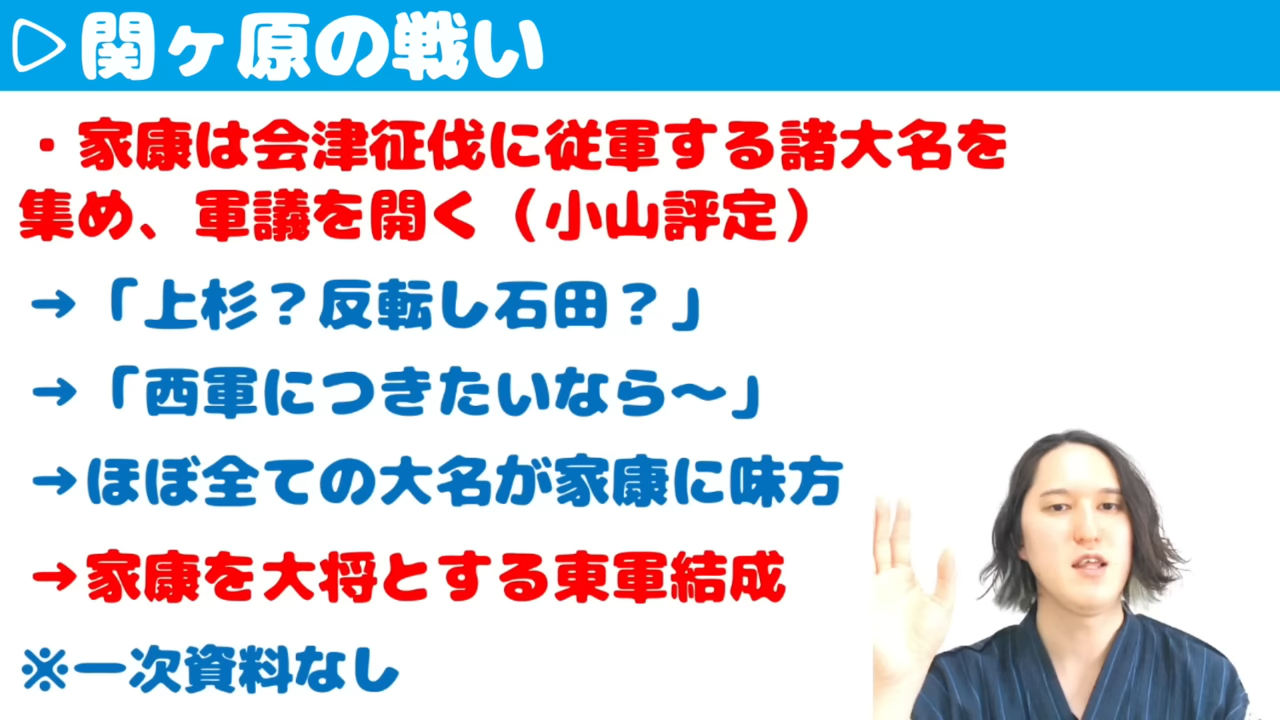 ▷関ヶ原の戦い
・家康は会津征伐に従軍する諸大名を
集め、軍議を開く（小山評定）
→「上杉？反転し石田？」
→「西軍につきたいなら～」
→ほぼ全ての大名が家康に味方
→家康を大将とする東軍結成
※一次資料なし